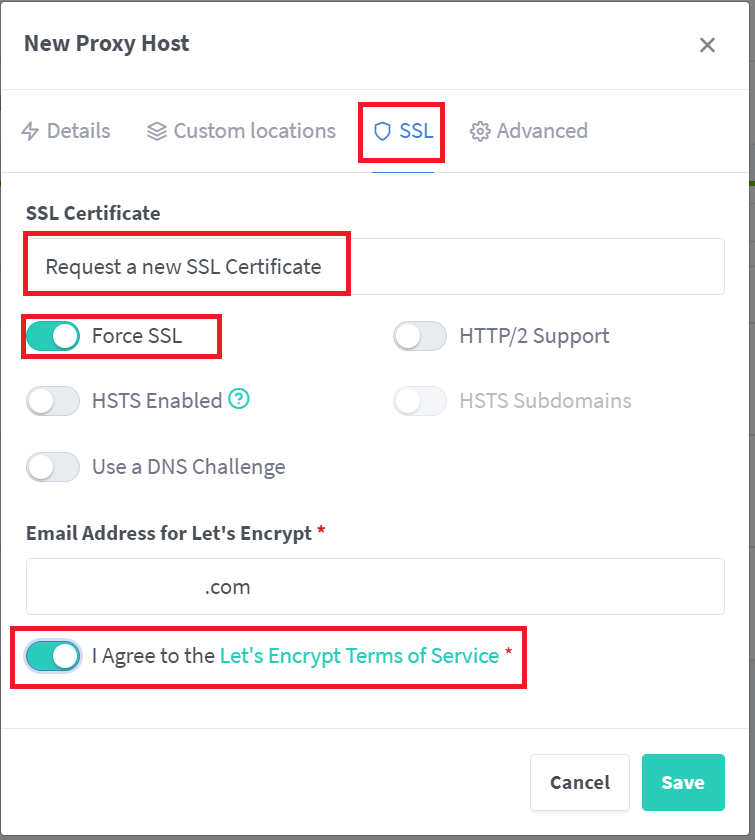 New Proxy Host
Details Custom locations SSL Advanced
SSL Certificate
Request a new SSL Certificate
Force SSL HTTP/2 Support
HSTS Enabled ? HSTS Subdomains
Use a DNS Challenge
Email Address for Let's Encrypt *
.com
I Agree to the Let's Encrypt Terms of Service *
Cancel Save